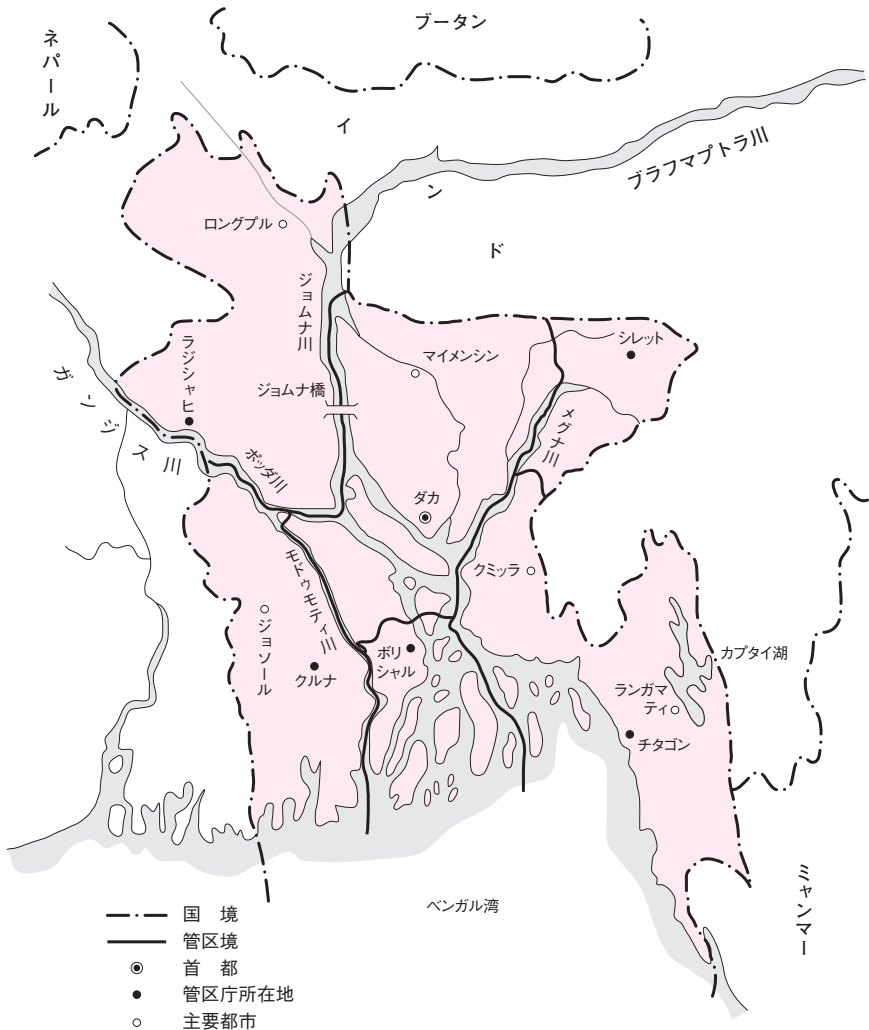 ネパール
ブータン
インド
ブラフマプトラ川
ロングプル
ジョムナ川
ラジシャヒ
ガンジス川
ジョムナ橋
マイメンシン
シレット
メグナ川
ポッダ川
ダカ
クミッラ
モドゥモティ川
ジョソール
クルナ
ボリ
シャル
カプタイ湖
ランガマ
ティ
チタゴン
ミャンマー
ベンガル湾
国 境
管区境
首 都
管区庁所在地
主要都市